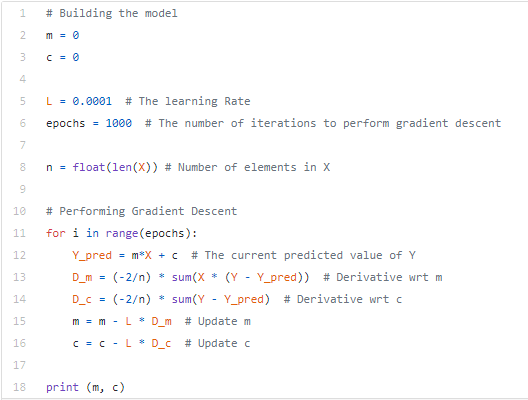 1 # Building the model
2 m = 0
3 c = 0
4
5 L = 0.0001  # The learning Rate
6 epochs = 1000  # The number of iterations to perform gradient descent
7
8 n = float(len(X)) # Number of elements in X
9
10 # Performing Gradient Descent
11 for i in range(epochs):
12     Y_pred = m*X + c  # The current predicted value of Y
13     D_m = (-2/n) * sum(X * (Y - Y_pred))  # Derivative wrt m
14     D_c = (-2/n) * sum(Y - Y_pred)  # Derivative wrt c
15     m = m - L * D_m  # Update m
16     c = c - L * D_c  # Update c
17
18 print (m, c)